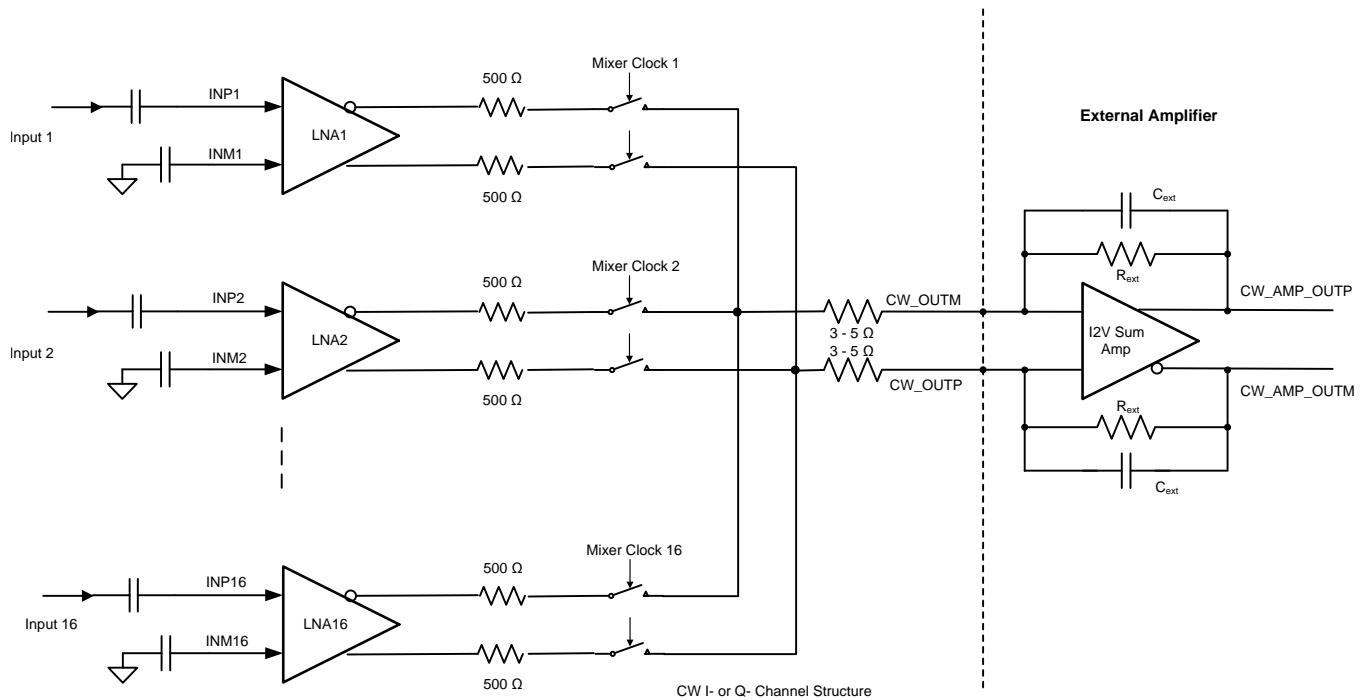 Mixer Clock 1
500 Ω
INP1
External Amplifier
LNA1
Input 1
INM1
500 Ω
Cext
Mixer Clock 2
500 Ω
Rext
INP2
CW_OUTM
CW_AMP_OUTP
3 - 5 Ω
LNA2
I2V Sum
Amp
Input 2
3 - 5 Ω
INM2
CW_OUTP
CW_AMP_OUTM
500 Ω
Rext
Cext
Mixer Clock 16
500 Ω
INP16
LNA16
Input 16
INM16
500 Ω
CW I- or Q- Channel Structure